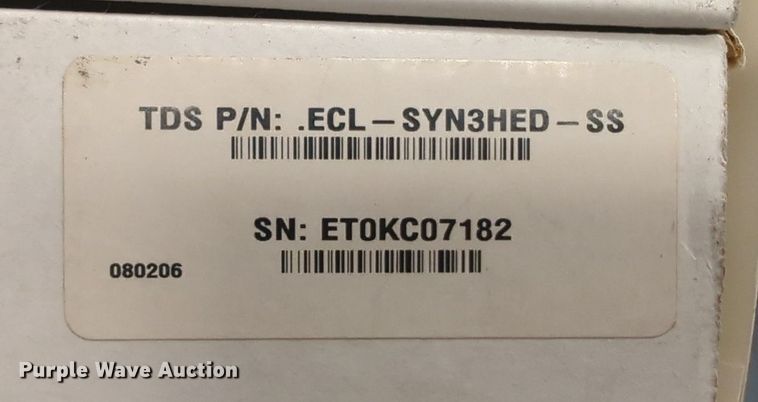 TDS P/N: .ECL-SYN3HED-SS
SN: ET0KC07182
080206
Purple Wave Auction